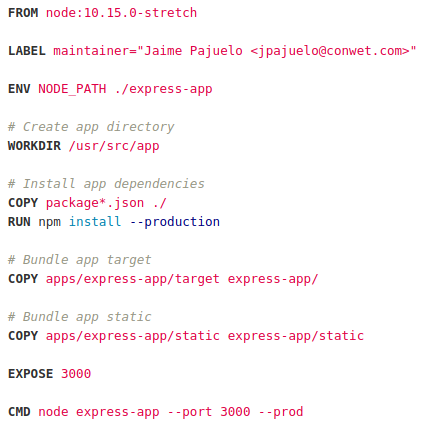 FROM node:10.15.0-stretch
LABEL maintainer="Jaime Pajuelo <jpajuelo@conwet.com>"
ENV NODE_PATH ./express-app
# Create app directory
WORKDIR /usr/src/app
# Install app dependencies
COPY package*.json ./
RUN npm install --production
# Bundle app target
COPY apps/express-app/target express-app/
# Bundle app static
COPY apps/express-app/static express-app/static
EXPOSE 3000
CMD node express-app --port 3000 --prod